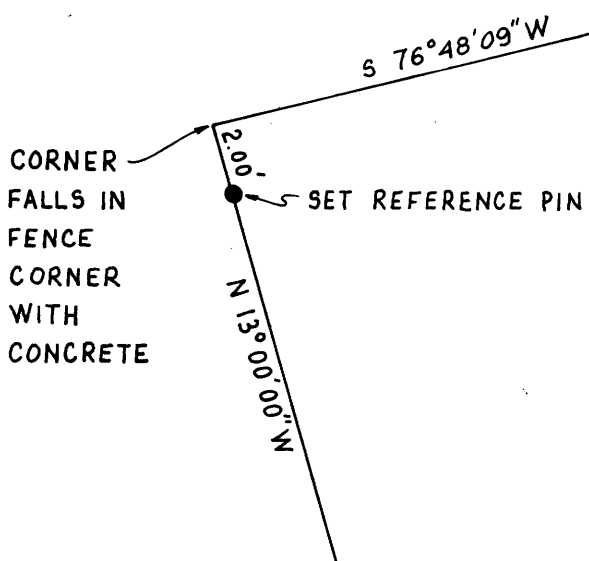 S 76°48'09" W
2.00'
CORNER
FALLS IN
FENCE
CORNER
WITH
CONCRETE
SET REFERENCE PIN
N 13°00'00" W